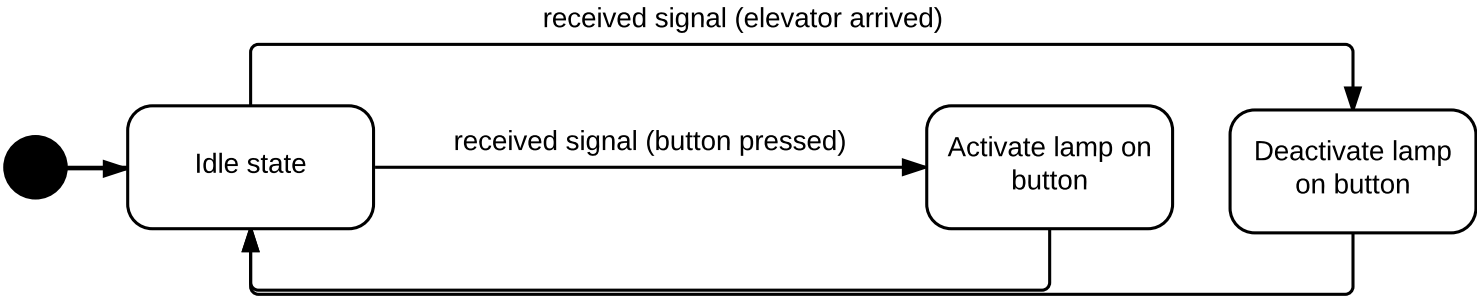 received signal (elevator arrived)
Idle state
received signal (button pressed)
Activate lamp on
button
Deactivate lamp
on button